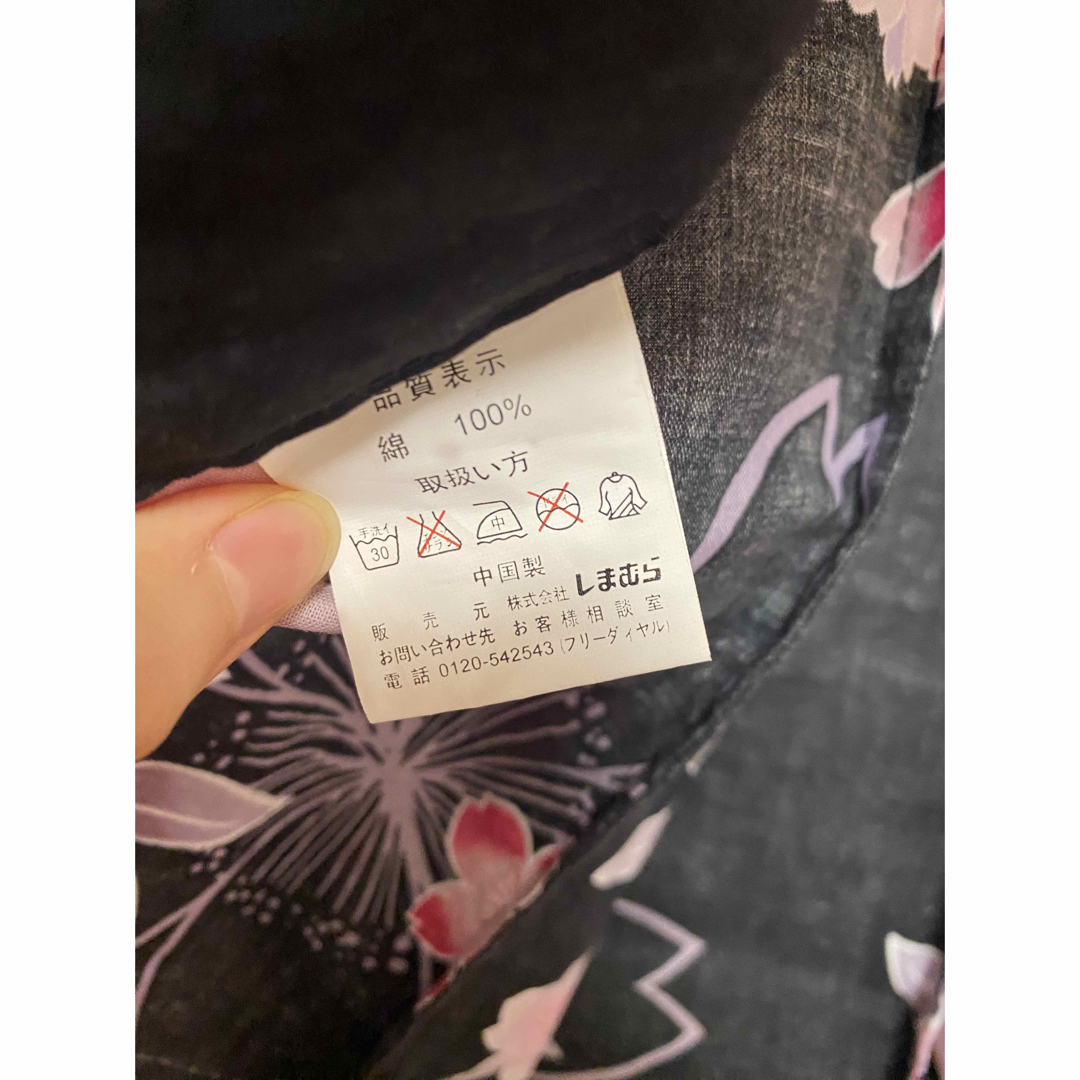 品質表示
綿 100%
取扱い方
手洗イ 30 中
中国製
販売元 株式会社 しまむら
お問い合わせ先 お客様相談室
電話 0120-542543 (フリーダイヤル)